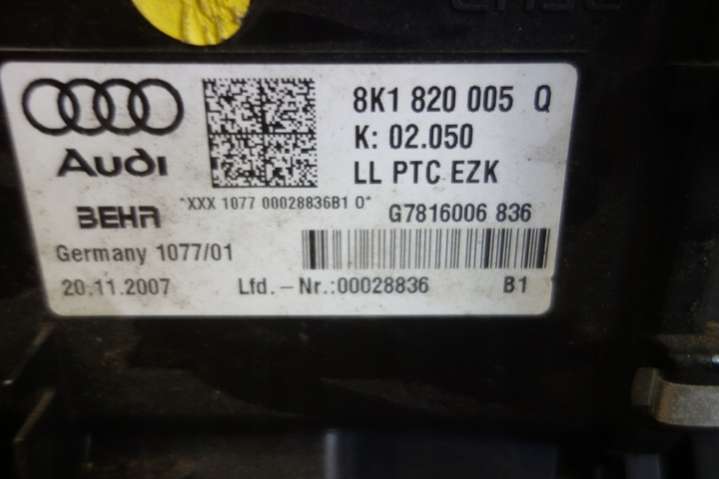 8K1 820 005 Q
Audi
K: 02.050
LL PTC EZK
*XXX 1077 00028836B1 0*
BEHR
G7816006 836
Germany 1077/01
20.11.2007 Lfd.-Nr.:00028836 B1